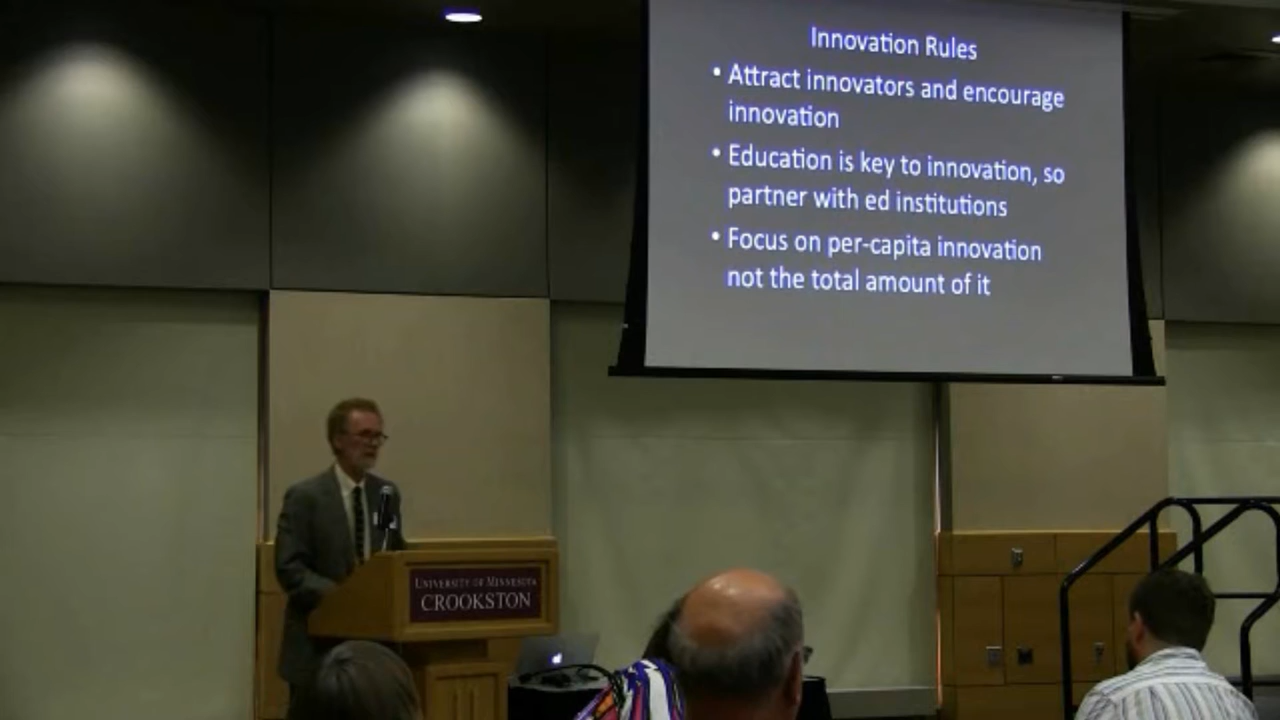 Innovation Rules
• Attract innovators and encourage
innovation
• Education is key to innovation, so
partner with ed institutions
• Focus on per-capita innovation
not the total amount of it
UNIVERSITY OF MINNESOTA
CROOKSTON